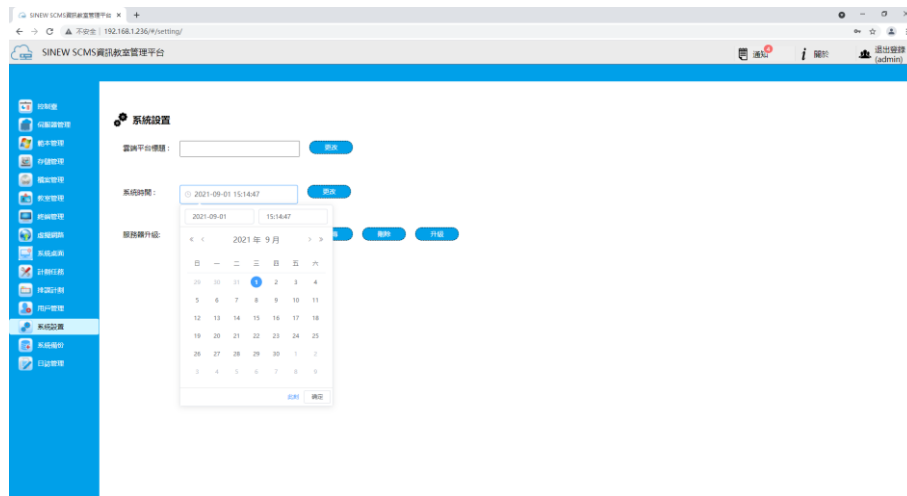 SINEW SCMS資訊教室管理平台
不安全 | 192.168.1.236/#/setting/
SINEW SCMS資訊教室管理平台
通知
關於
退出登錄
(admin)
控制臺
伺服器管理
範本管理
存儲管理
檔案管理
教室管理
終端管理
虛擬網路
系統桌面
計劃任務
排課計劃
用戶管理
系統設置
系統備份
日誌管理
系統設置
雲端平台標題：
更改
系統時間：
2021-09-01 15:14:47
更改
2021-09-01 15:14:47
服務器升級:
刪除
升級
« < 2021 年 9 月 > »
日 一 二 三 四 五 六
29 30 31 1 2 3 4
5 6 7 8 9 10 11
12 13 14 15 16 17 18
19 20 21 22 23 24 25
26 27 28 29 30 1 2
3 4 5 6 7 8 9
此刻 确定